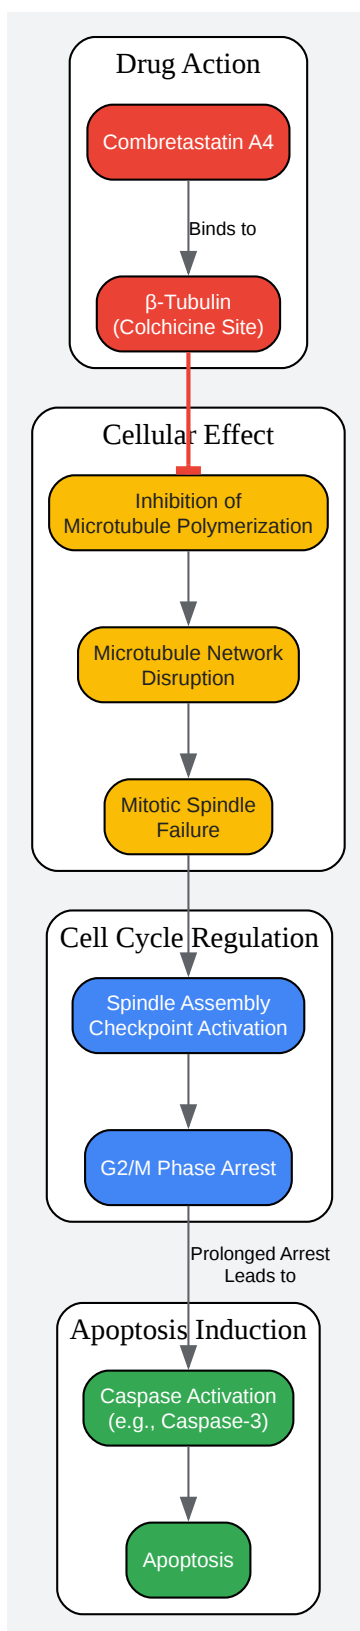 Drug Action
Combretastatin A4
Binds to
β-Tubulin
(Colchicine Site)
Cellular Effect
Inhibition of
Microtubule Polymerization
Microtubule Network
Disruption
Mitotic Spindle
Failure
Cell Cycle Regulation
Spindle Assembly
Checkpoint Activation
G2/M Phase Arrest
Prolonged Arrest
Leads to
Apoptosis Induction
Caspase Activation
(e.g., Caspase-3)
Apoptosis